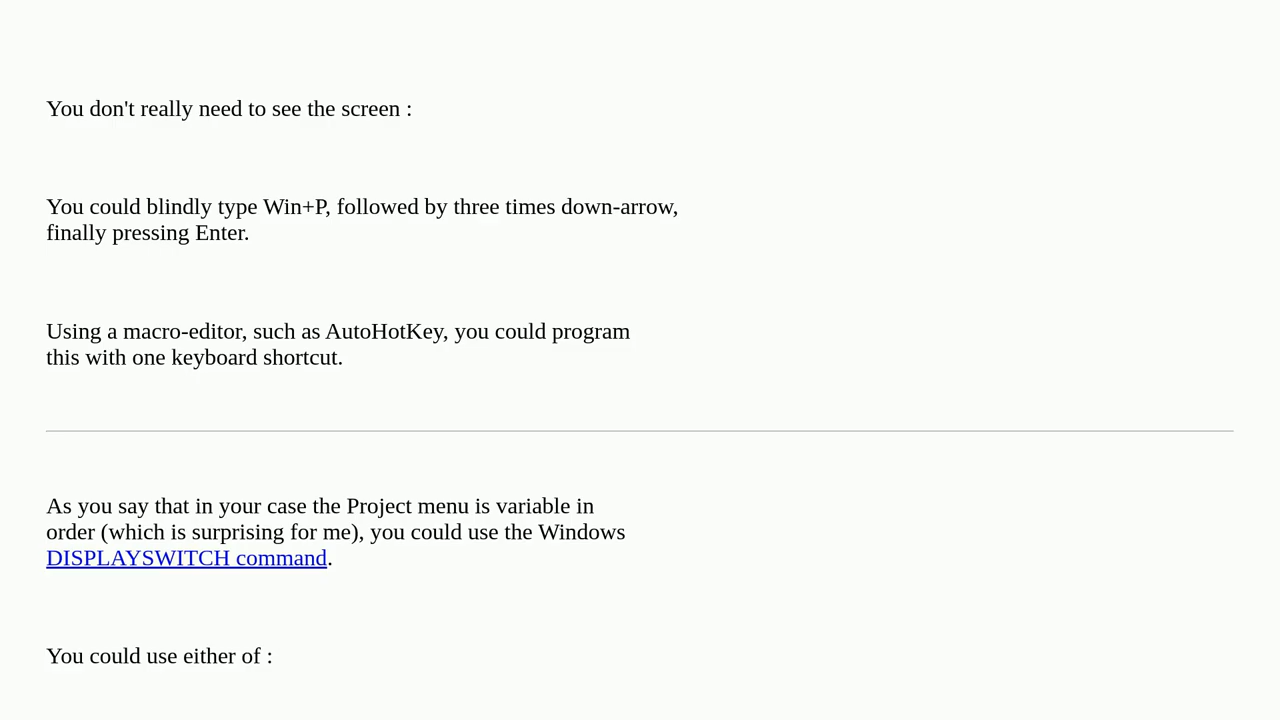 You don't really need to see the screen :
You could blindly type Win+P, followed by three times down-arrow,
finally pressing Enter.
Using a macro-editor, such as AutoHotKey, you could program
this with one keyboard shortcut.
As you say that in your case the Project menu is variable in
order (which is surprising for me), you could use the Windows
DISPLAYSWITCH command.
You could use either of :